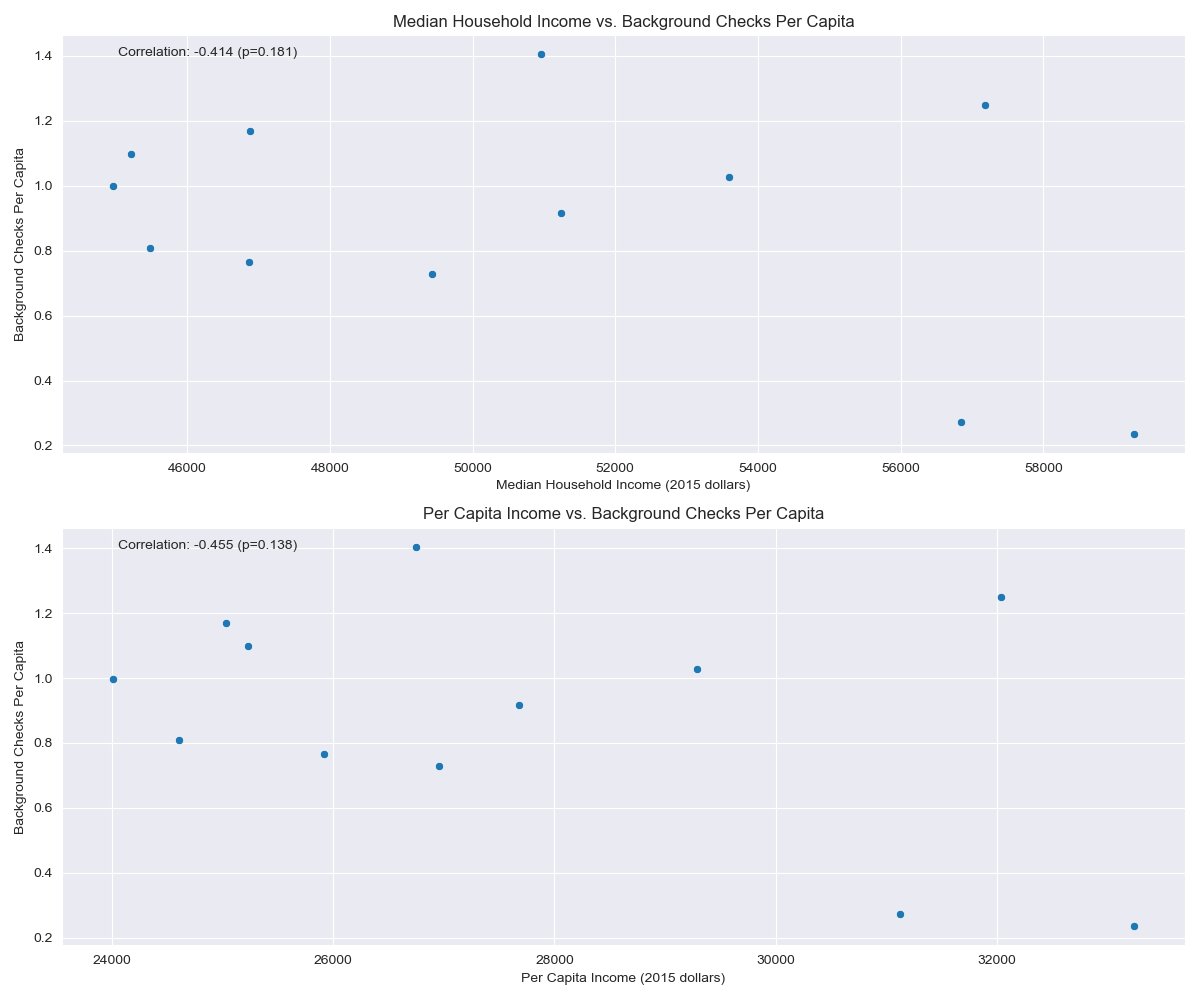 Median Household Income vs. Background Checks Per Capita
Correlation: -0.414 (p=0.181)
Background Checks Per Capita
1.4
1.2
1.0
0.8
0.6
0.4
0.2
46000 48000 50000 52000 54000 56000 58000
Median Household Income (2015 dollars)
Per Capita Income vs. Background Checks Per Capita
Correlation: -0.455 (p=0.138)
Background Checks Per Capita
1.4
1.2
1.0
0.8
0.6
0.4
0.2
24000 26000 28000 30000 32000
Per Capita Income (2015 dollars)